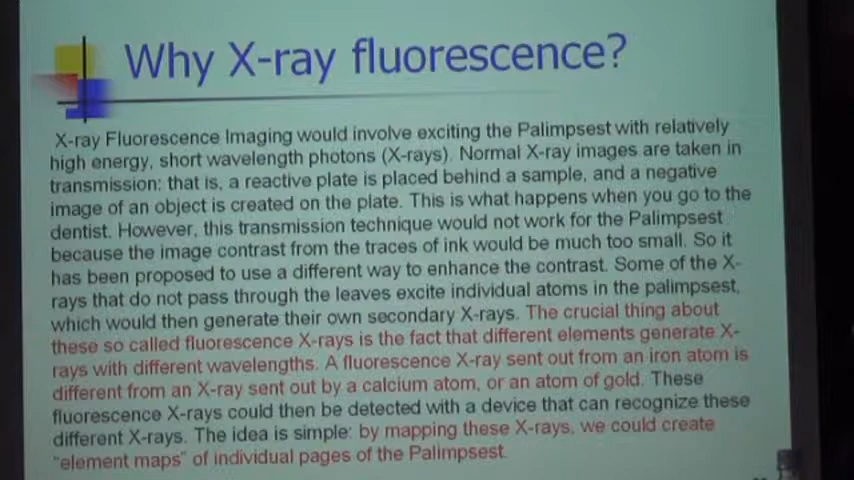 Why X-ray fluorescence?
X-ray Fluorescence Imaging would involve exciting the Palimpsest with relatively
high energy, short wavelength photons (X-rays). Normal X-ray images are taken in
transmission: that is, a reactive plate is placed behind a sample, and a negative
image of an object is created on the plate. This is what happens when you go to the
dentist. However, this transmission technique would not work for the Palimpsest
because the image contrast from the traces of ink would be much too small. So it
has been proposed to use a different way to enhance the contrast. Some of the X-
rays that do not pass through the leaves excite individual atoms in the palimpsest,
which would then generate their own secondary X-rays. The crucial thing about
these so called fluorescence X-rays is the fact that different elements generate X-
rays with different wavelengths. A fluorescence X-ray sent out from an iron atom is
different from an X-ray sent out by a calcium atom, or an atom of gold. These
fluorescence X-rays could then be detected with a device that can recognize these
different X-rays. The idea is simple: by mapping these X-rays, we could create
"element maps" of individual pages of the Palimpsest.